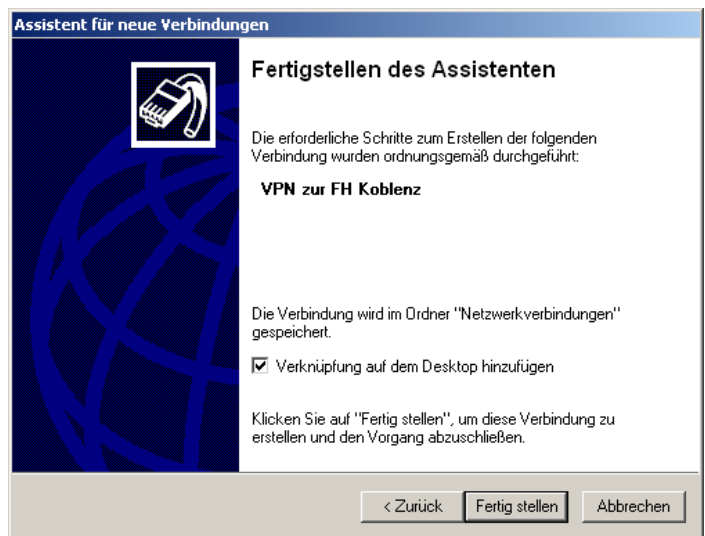 Assistent für neue Verbindungen
Fertigstellen des Assistenten
Die erforderliche Schritte zum Erstellen der folgenden
Verbindung wurden ordnungsgemäß durchgeführt:
VPN zur FH Koblenz
Die Verbindung wird im Ordner "Netzwerkverbindungen"
gespeichert.
Verknüpfung auf dem Desktop hinzufügen
Klicken Sie auf "Fertig stellen", um diese Verbindung zu
erstellen und den Vorgang abzuschließen.
< Zurück Fertig stellen Abbrechen